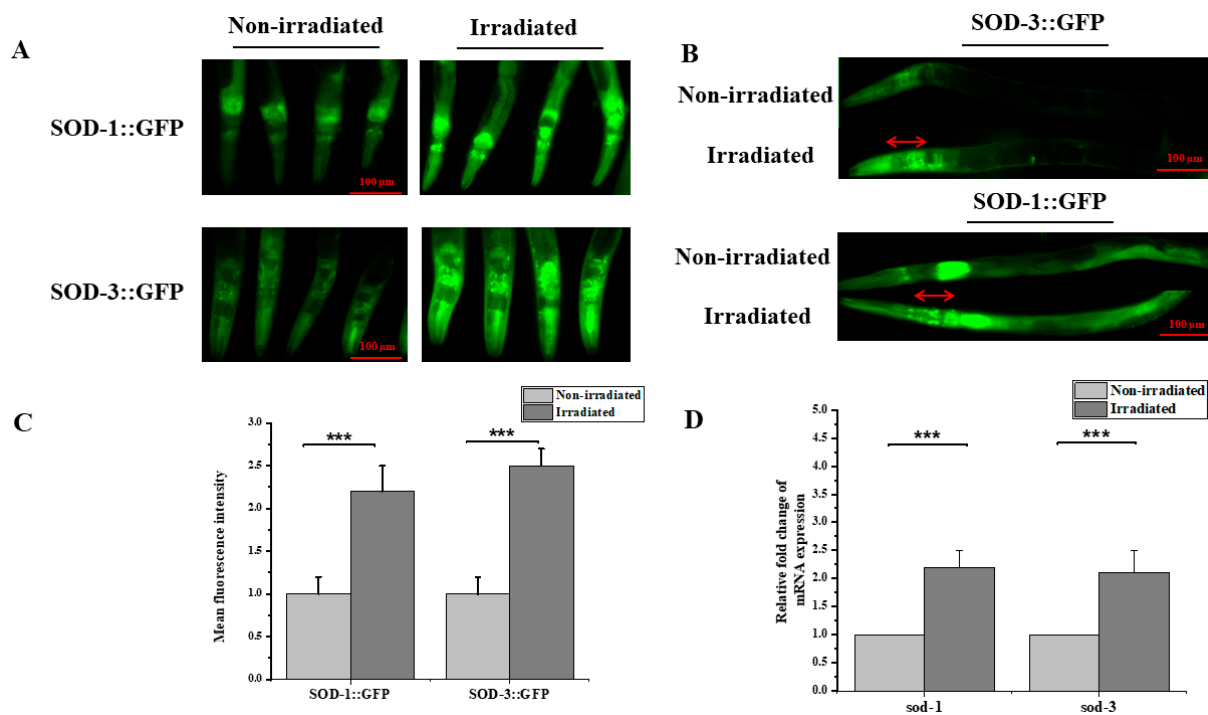 A
Non-irradiated
Irradiated
SOD-1::GFP
100 μm
SOD-3::GFP
100 μm
B
SOD-3::GFP
Non-irradiated
Irradiated
100 μm
SOD-1::GFP
Non-irradiated
Irradiated
100 μm
C
Non-irradiated
Irradiated
Mean fluorescence intensity
3.0
2.5
2.0
1.5
1.0
0.5
0.0
***
***
SOD-1::GFP
SOD-3::GFP
D
Non-irradiated
Irradiated
Relative fold change of
mRNA expression
5.0
4.5
4.0
3.5
3.0
2.5
2.0
1.5
1.0
0.5
0.0
***
***
sod-1
sod-3